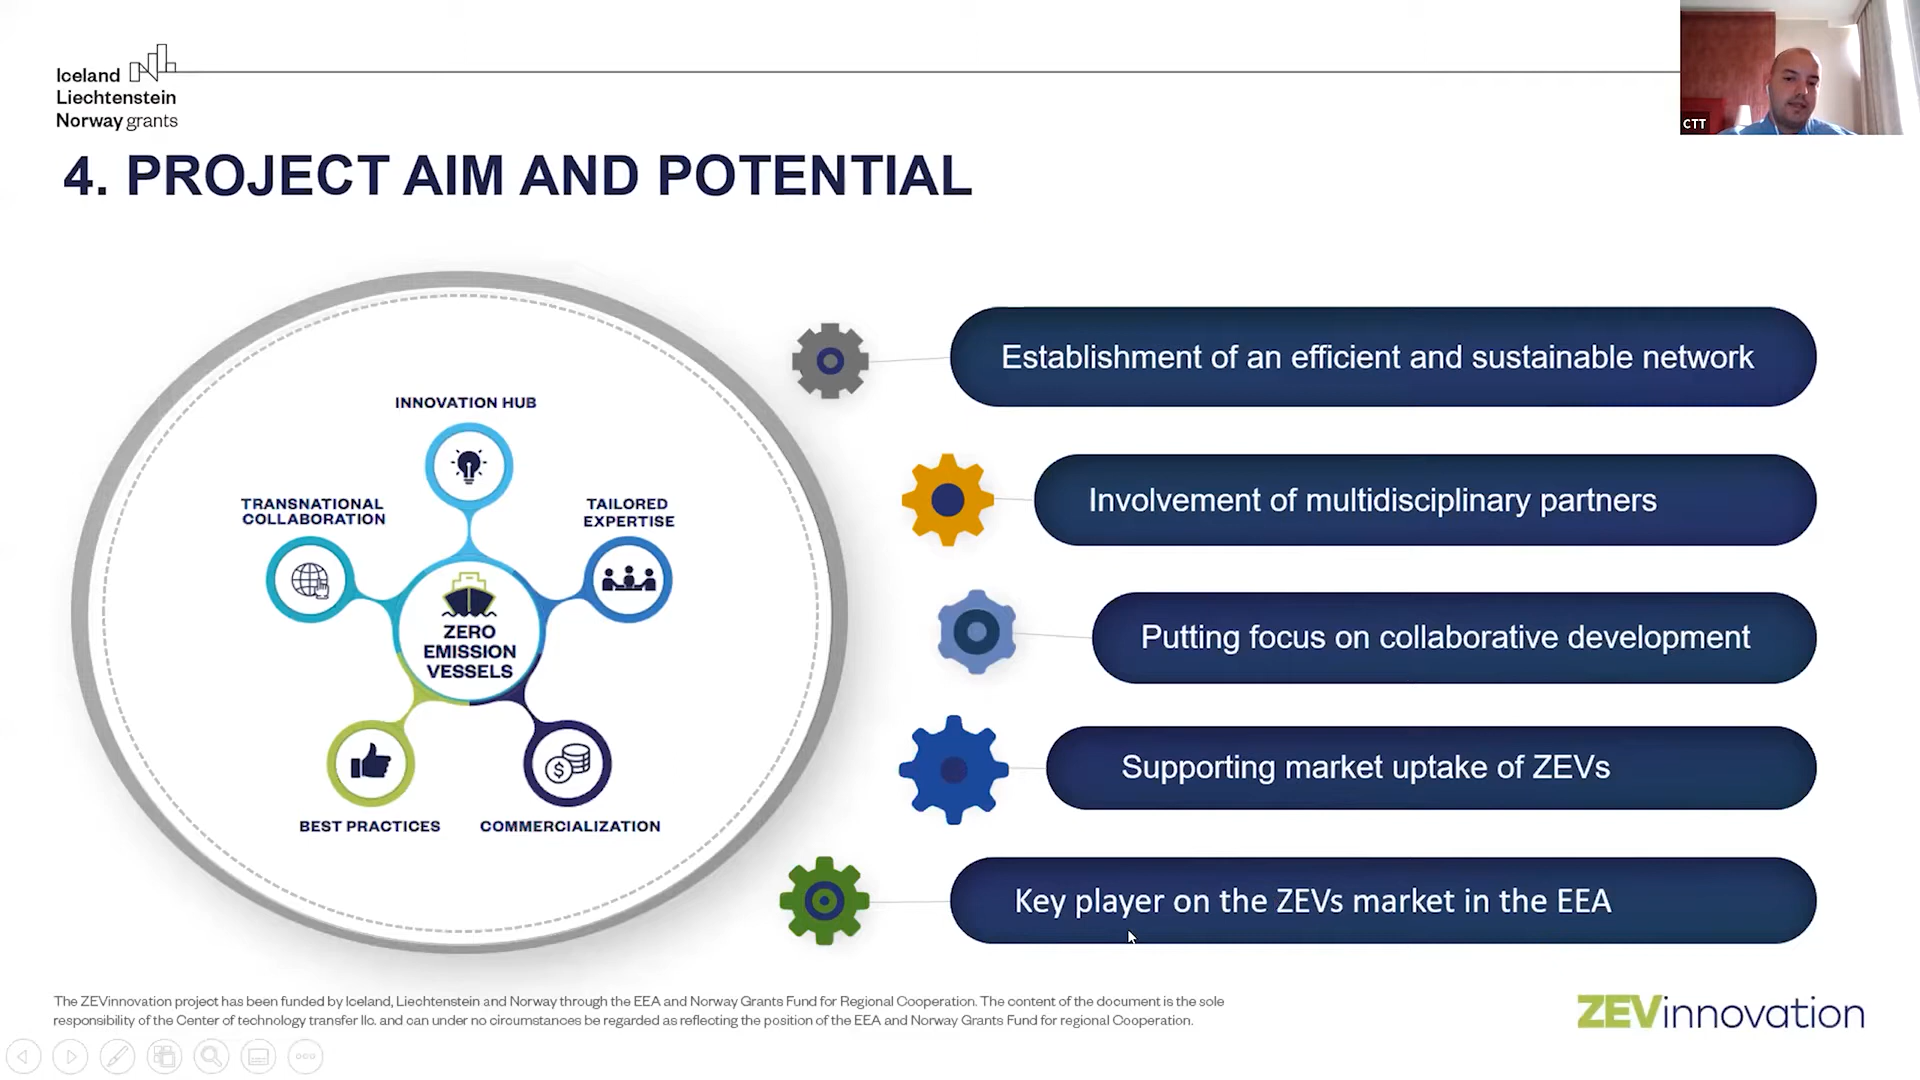 Iceland
Liechtenstein
Norway grants
CTT
4. PROJECT AIM AND POTENTIAL
INNOVATION HUB
TRANSNATIONAL
COLLABORATION
TAILORED
EXPERTISE
ZERO
EMISSION
VESSELS
BEST PRACTICES
COMMERCIALIZATION
Establishment of an efficient and sustainable network
Involvement of multidisciplinary partners
Putting focus on collaborative development
Supporting market uptake of ZEVs
Key player on the ZEVs market in the EEA
The ZEVinnovation project has been funded by Iceland, Liechtenstein and Norway through the EEA and Norway Grants Fund for Regional Cooperation. The content of the document is the sole
responsibility of the Center of technology transfer llc. and can under no circumstances be regarded as reflecting the position of the EEA and Norway Grants Fund for regional Cooperation.
ZEVinnovation